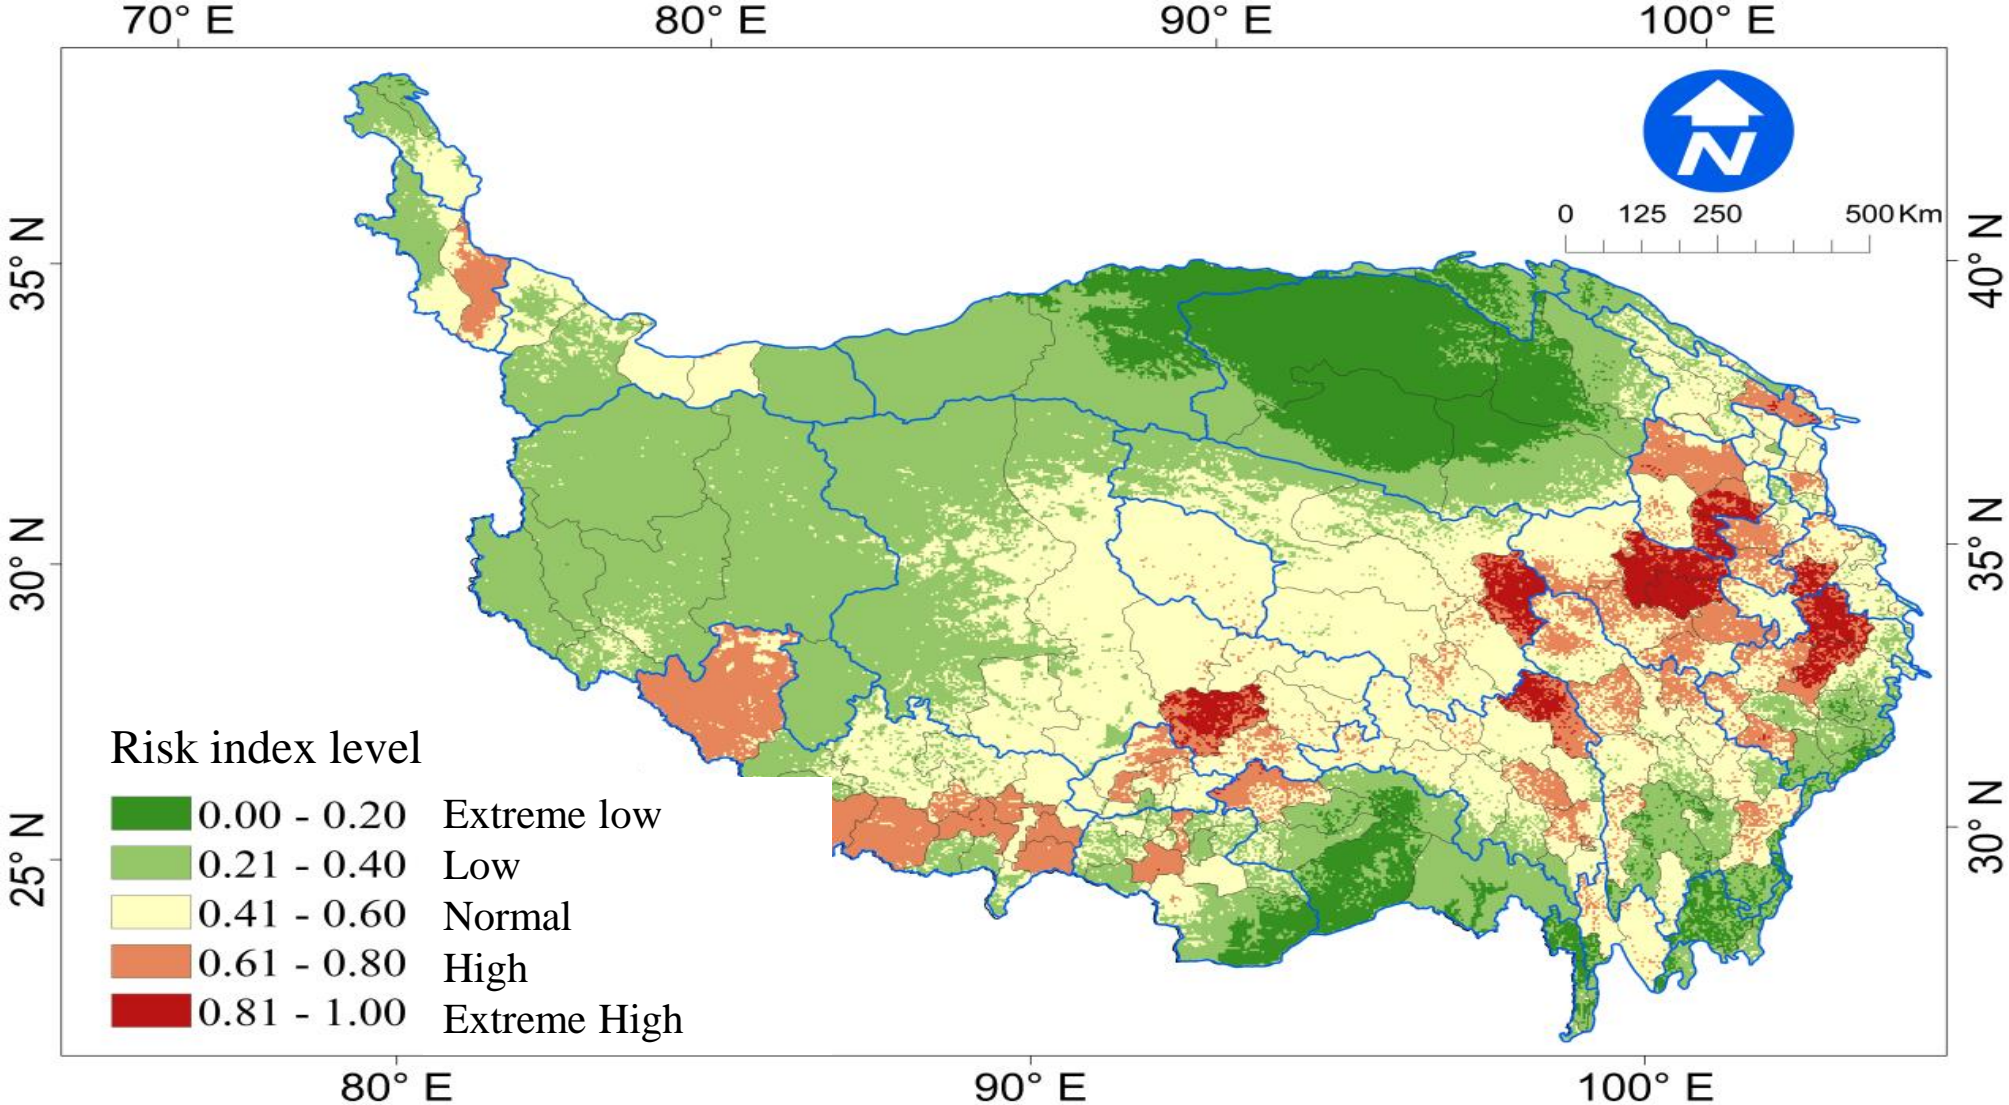 70° E 80° E 90° E 100° E
N
0 125 250 500 Km
35° N
40° N
30° N
35° N
25° N
30° N
Risk index level
0.00 - 0.20 Extreme low
0.21 - 0.40 Low
0.41 - 0.60 Normal
0.61 - 0.80 High
0.81 - 1.00 Extreme High
80° E 90° E 100° E